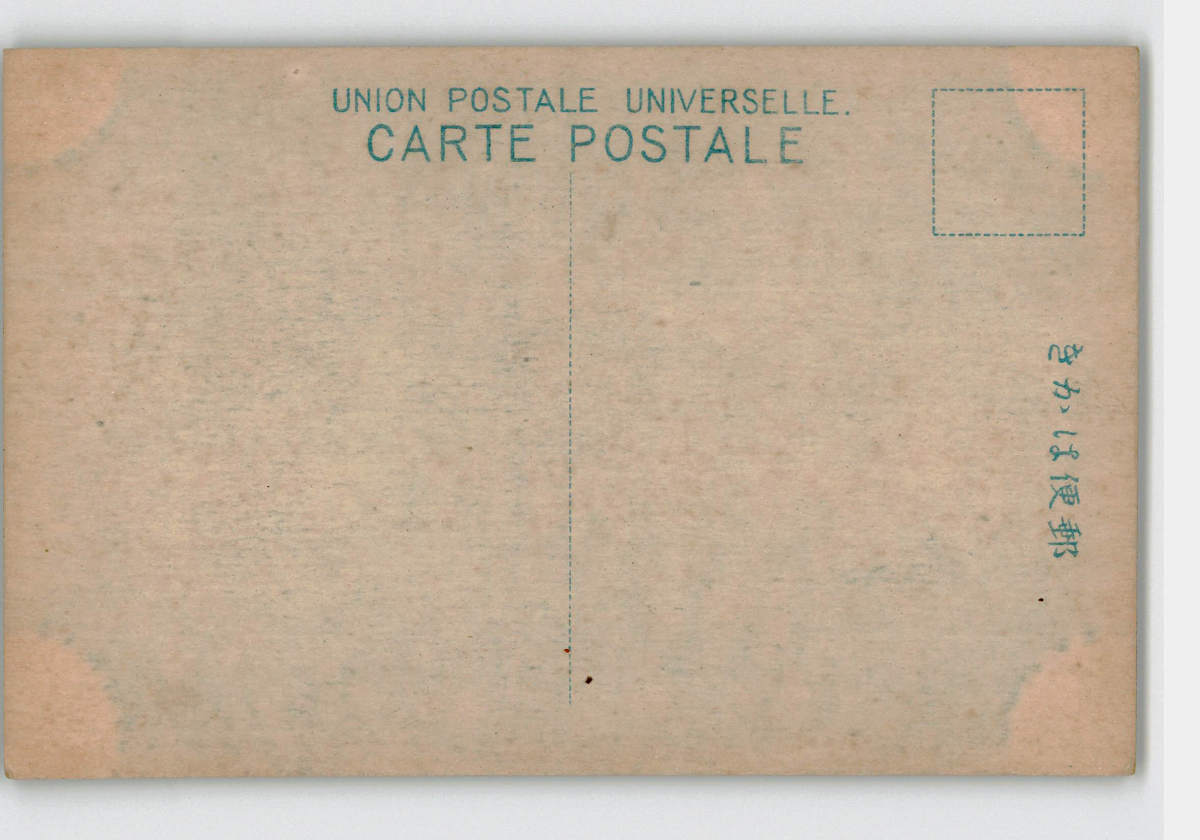 UNION POSTALE UNIVERSELLE.
CARTE POSTALE
郵便はかき